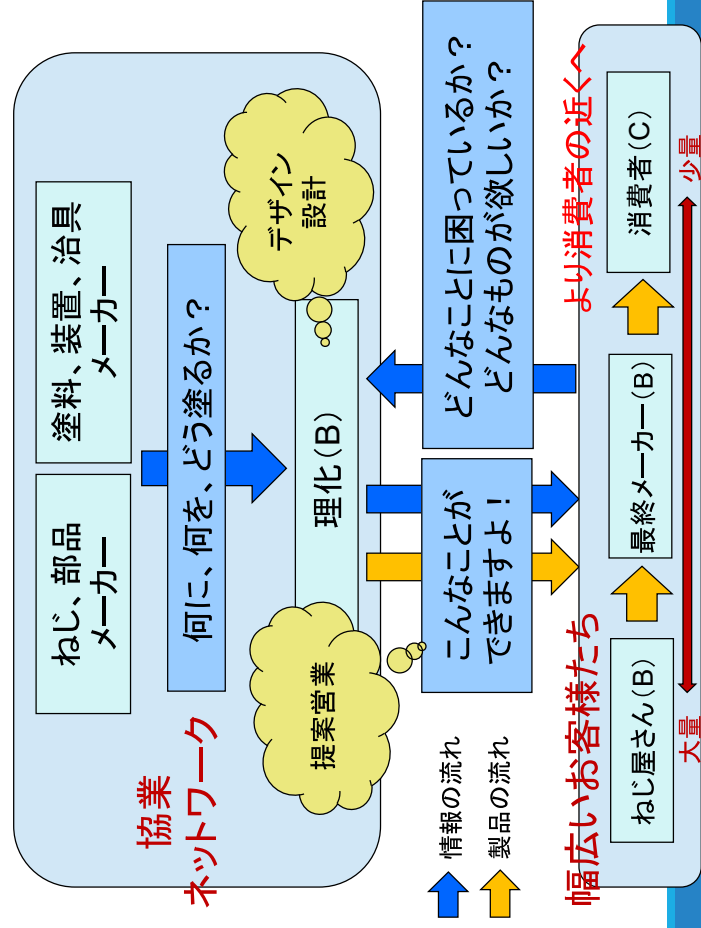 協業
ネットワーク
ねじ、部品
メーカー
塗料、装置、治具
メーカー
何に、何を、どう塗るか？
提案営業
理化（B）
デザイン
設計
情報の流れ
製品の流れ
こんなことが
できますよ！
どんなことに困っているか？
どんなものが欲しいか？
幅広いお客様たち
より消費者の近くへ
ねじ屋さん（B）
最終メーカー（B）
消費者（C）
大量
少量